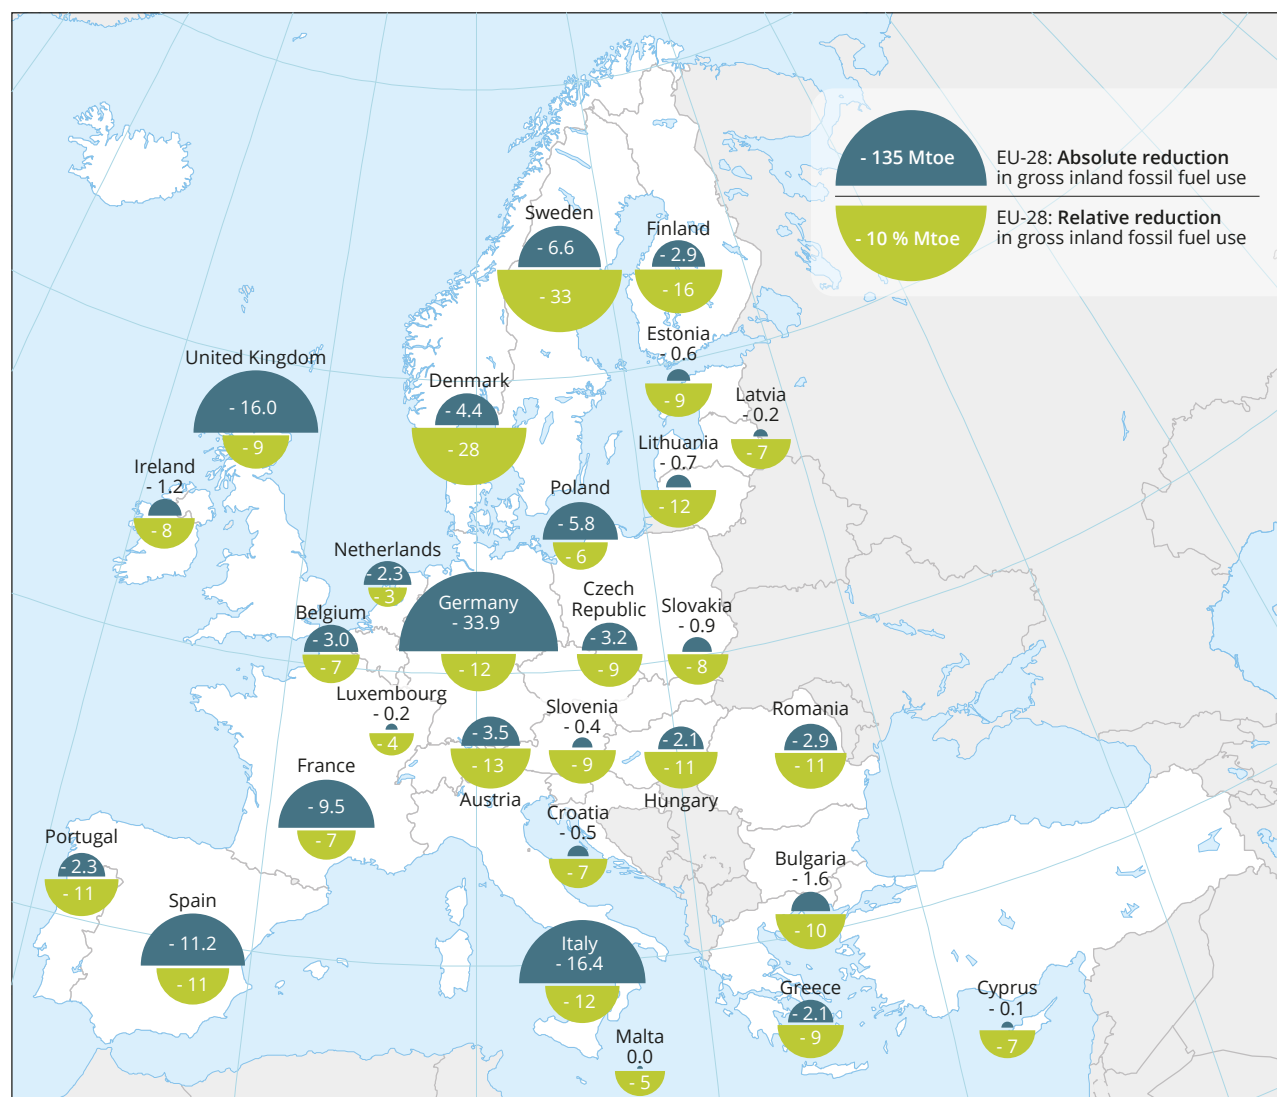 - 135 Mtoe
EU-28: Absolute reduction
in gross inland fossil fuel use
- 10 % Mtoe
EU-28: Relative reduction
in gross inland fossil fuel use
Sweden
- 6.6
- 33
Finland
- 2.9
- 16
Estonia
- 0.6
- 9
United Kingdom
- 16.0
- 9
Denmark
- 4.4
- 28
Latvia
- 0.2
- 7
Lithuania
- 0.7
- 12
Ireland
- 1.2
- 8
Poland
- 5.8
- 6
Netherlands
- 2.3
- 3
Germany
- 33.9
- 12
Czech
Republic
- 3.2
- 9
Slovakia
- 0.9
- 8
Belgium
- 3.0
- 7
Luxembourg
- 0.2
- 4
- 3.5
- 13
Austria
Slovenia
- 0.4
- 9
- 2.1
- 11
Hungary
Romania
- 2.9
- 11
France
- 9.5
- 7
Croatia
- 0.5
- 7
Portugal
- 2.3
- 11
Spain
- 11.2
- 11
Bulgaria
- 1.6
- 10
Italy
- 16.4
- 12
Greece
- 2.1
- 9
Cyprus
- 0.1
- 7
Malta
0.0
- 5